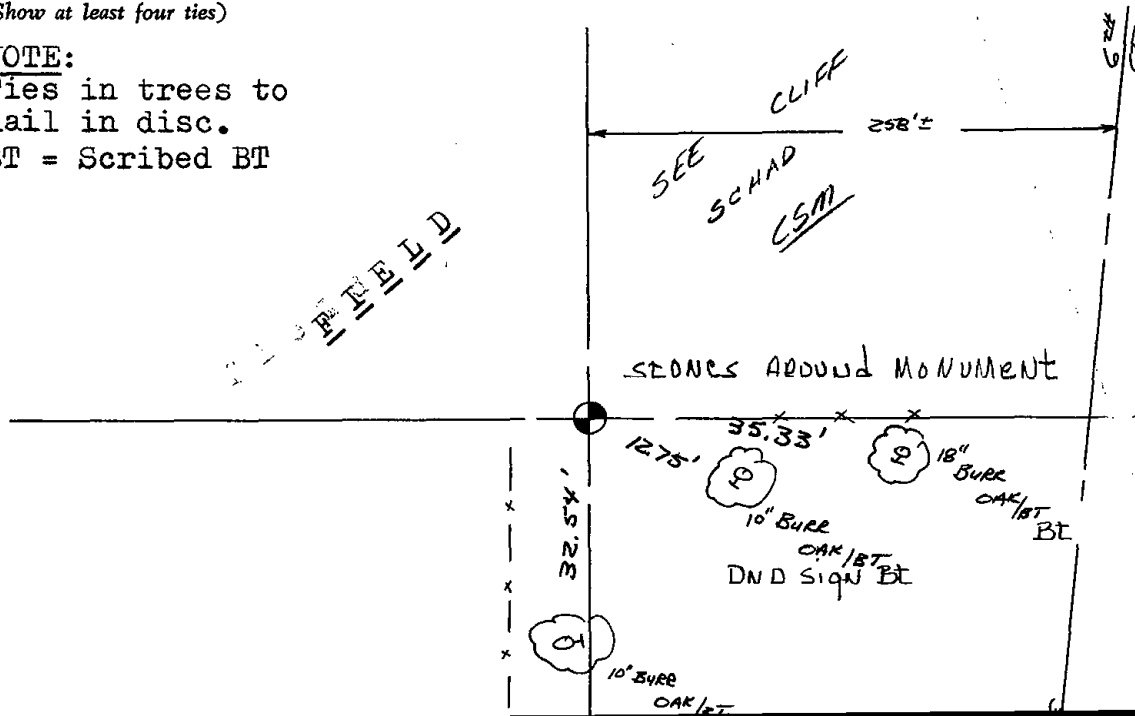 Show at least four ties)
NOTE:
Ties in trees to
nail in disc.
BT = Scribed BT
CLIFF
258'±
SEE
SCHAD
CSM
FIELD
STONES AROUND MONUMENT
35.33'
12.75'
18"
BURR
OAK/BT
Bt
10" BURR
OAK/BT
DND SIGN Bt
32.54'
10" BURR
OAK/BT